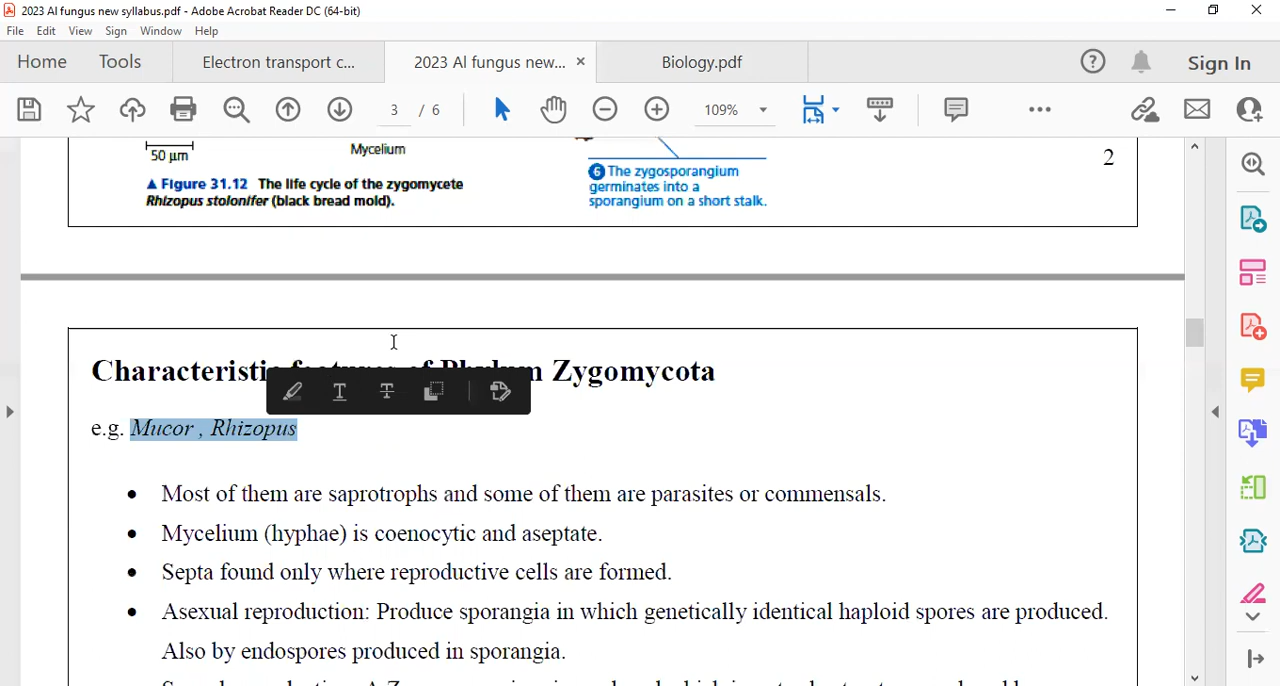 2023 Al fungus new syllabus.pdf - Adobe Acrobat Reader DC (64-bit)
File Edit View Sign Window Help
Home Tools Electron transport c... 2023 Al fungus new... × Biology.pdf Sign In
3 / 6 109%
50 µm
Mycelium
▲ Figure 31.12 The life cycle of the zygomycete
Rhizopus stolonifer (black bread mold).
6 The zygosporangium
germinates into a
sporangium on a short stalk.
2
Characteristic features of Phylum Zygomycota
e.g. Mucor , Rhizopus
• Most of them are saprotrophs and some of them are parasites or commensals.
• Mycelium (hyphae) is coenocytic and aseptate.
• Septa found only where reproductive cells are formed.
• Asexual reproduction: Produce sporangia in which genetically identical haploid spores are produced.
Also by endospores produced in sporangia.